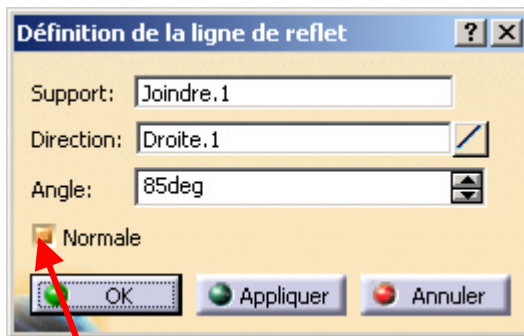 Définition de la ligne de reflet ? X
Support: Joindre.1
Direction: Droite.1
Angle: 85deg
Normale
OK Appliquer Annuler